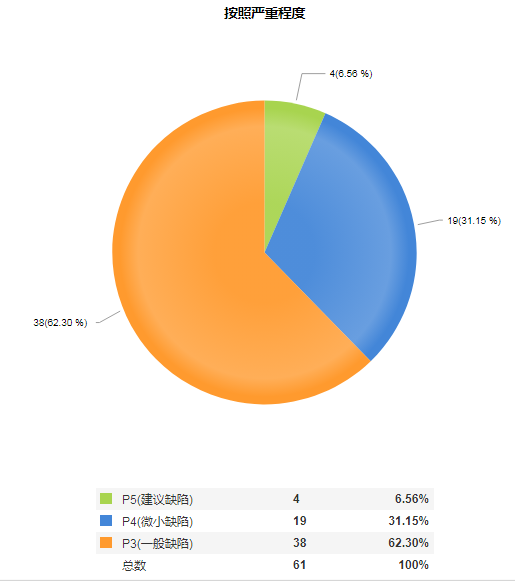 按照严重程度
4(6.56 %)
19(31.15 %)
38(62.30 %)
P5(建议缺陷) 4 6.56%
P4(微小缺陷) 19 31.15%
P3(一般缺陷) 38 62.30%
总数 61 100%